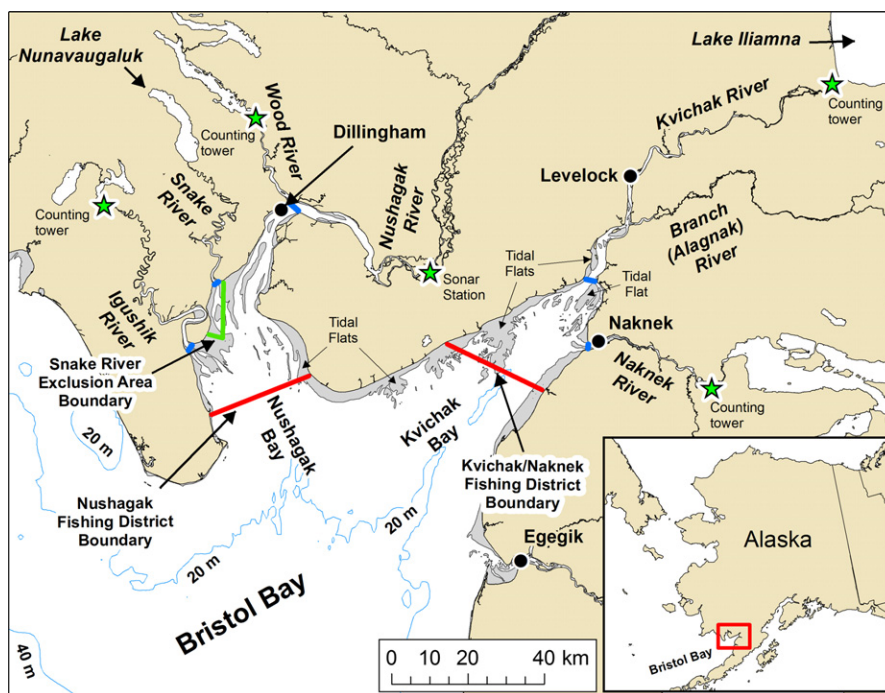 Lake
Nunavaugaluk
Lake Iliamna
Wood River
Counting
tower
Dillingham
Kvichak River
Counting
tower
Snake
River
Nushagak
River
Levelock
Counting
tower
Branch
(Alagnak)
River
Tidal
Flats
Sonar
Station
Tidal
Flat
Igushik
River
Tidal
Flats
Naknek
Naknek
River
Snake River
Exclusion Area
Boundary
Counting
tower
Nushagak
Bay
Kvichak
Bay
20 m
Kvichak/Naknek
Fishing District
Boundary
Nushagak
Fishing District
Boundary
20 m
20 m
Egegik
Alaska
Bristol Bay
40 m
0 10 20 40 km
Bristol Bay